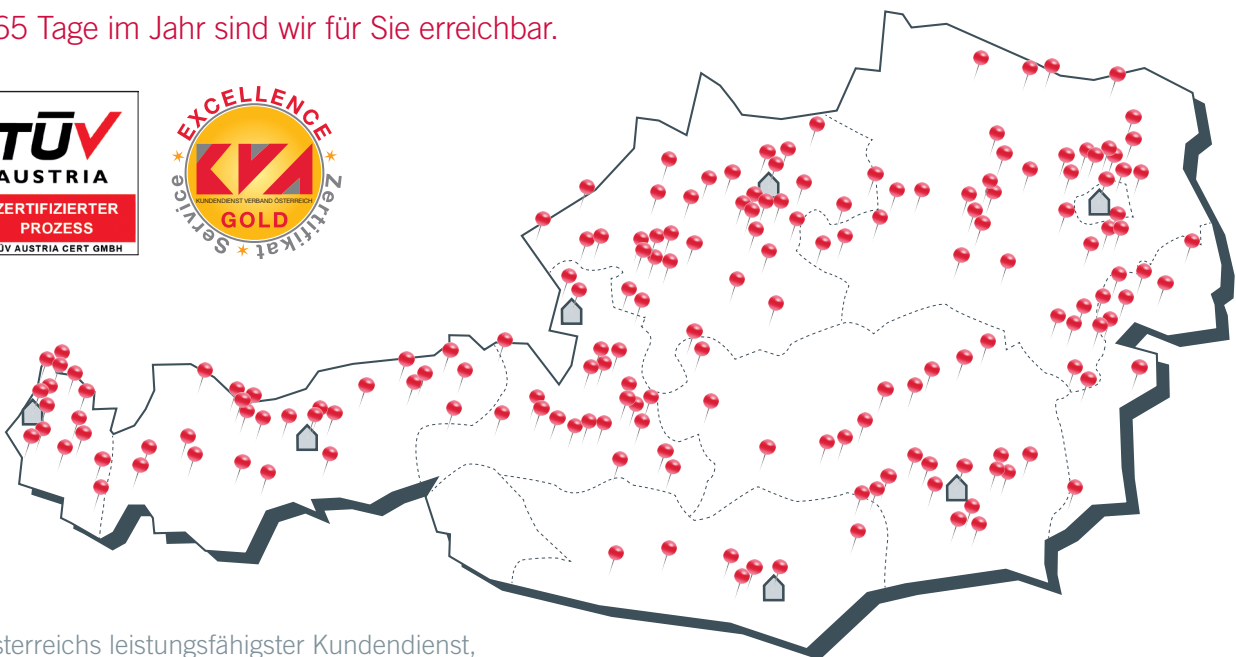 65 Tage im Jahr sind wir für Sie erreichbar.
TÜV
AUSTRIA
ZERTIFIZIERTER
PROZESS
TÜV AUSTRIA CERT GMBH
EXCELLENCE
KVA
KUNDENDIENST VERBAND ÖSTERREICH
GOLD
Service ★ Zertifikat
sterreichs leistungsfähigster Kundendienst,